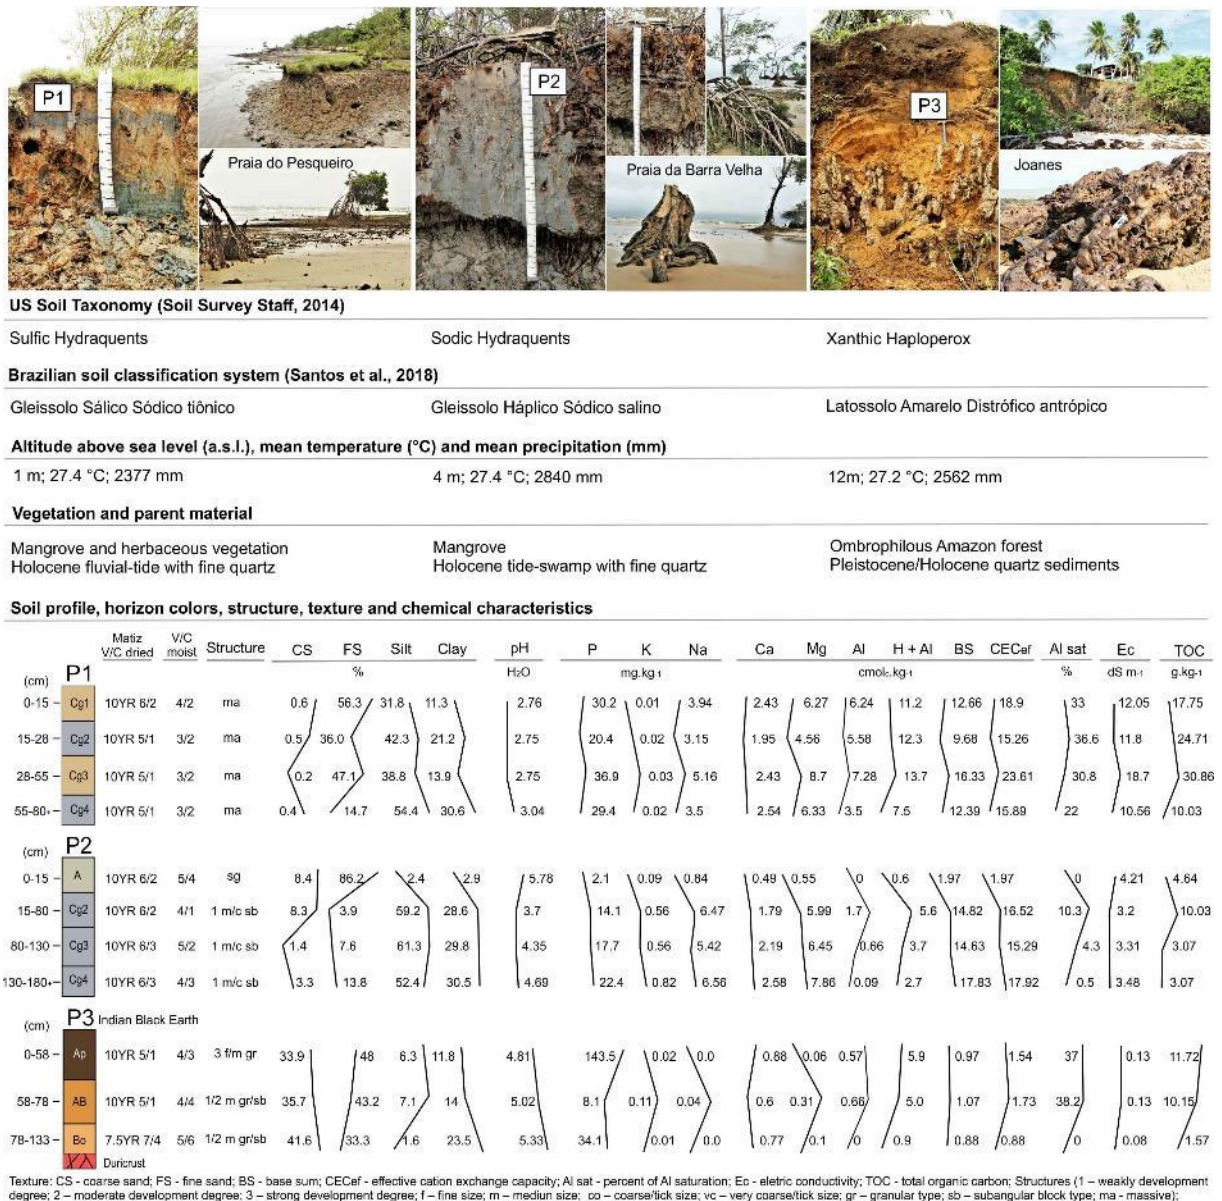 P1
Praia do Pesqueiro
P2
Praia da Barra Velha
P3
Joanes
US Soil Taxonomy (Soil Survey Staff, 2014)
Sulfic Hydraquents Sodic Hydraquents Xanthic Haploperox
Brazilian soil classification system (Santos et al., 2018)
Gleissolo Sálico Sódico tiônico Gleissolo Háplico Sódico salino Latossolo Amarelo Distrófico antrópico
Altitude above sea level (a.s.l.), mean temperature (°C) and mean precipitation (mm)
1 m; 27.4 °C; 2377 mm 4 m; 27.4 °C; 2840 mm 12m; 27.2 °C; 2562 mm
Vegetation and parent material
Mangrove and herbaceous vegetation Mangrove Ombrophilous Amazon forest
Holocene fluvial-tide with fine quartz Holocene tide-swamp with fine quartz Pleistocene/Holocene quartz sediments
Soil profile, horizon colors, structure, texture and chemical characteristics
Matiz V/C dried V/C moist Structure CS FS Silt Clay pH P K Na Ca Mg Al H + Al BS CECef Al sat Ec TOC
% H2O mg.kg-1 cmolc.kg-1 % dS m-1 g.kg-1
(cm) P1
0-15 Cg1 10YR 6/2 4/2 ma 0.6 56.3 31.8 11.3 2.76 30.2 0.01 3.94 2.43 6.27 6.24 11.2 12.66 18.9 33 12.05 17.75
15-28 Cg2 10YR 5/1 3/2 ma 0.5 36.0 42.3 21.2 2.75 20.4 0.02 3.15 1.95 4.56 5.58 12.3 9.68 15.26 36.6 11.8 24.71
28-55 Cg3 10YR 5/1 3/2 ma 0.2 47.1 38.8 13.9 2.75 36.9 0.03 5.16 2.43 8.7 7.28 13.7 16.33 23.61 30.8 18.7 30.86
55-80+ Cg4 10YR 5/1 3/2 ma 0.4 14.7 54.4 30.6 3.04 29.4 0.02 3.5 2.54 6.33 3.5 7.5 12.39 15.89 22 10.56 10.03
(cm) P2
0-15 A 10YR 6/2 5/4 sg 8.4 86.2 2.4 2.9 5.78 2.1 0.09 0.84 0.49 0.55 0 0.6 1.97 1.97 0 4.21 4.64
15-80 Cg2 10YR 6/2 4/1 1 m/c sb 8.3 3.9 59.2 28.6 3.7 14.1 0.56 6.47 1.79 5.99 1.7 5.6 14.82 16.52 10.3 3.2 10.03
80-130 Cg3 10YR 6/3 5/2 1 m/c sb 1.4 7.6 61.3 29.8 4.35 17.7 0.56 5.42 2.19 6.45 0.66 3.7 14.63 15.29 4.3 3.31 3.07
130-180+ Cg4 10YR 6/3 4/3 1 m/c sb 3.3 13.8 52.4 30.5 4.69 22.4 0.82 6.56 2.58 7.86 0.09 2.7 17.83 17.92 0.5 3.48 3.07
(cm) P3 Indian Black Earth
0-58 Ap 10YR 5/1 4/3 3 f/m gr 33.9 48 6.3 11.8 4.81 143.5 0.02 0.0 0.88 0.06 0.57 5.9 0.97 1.54 37 0.13 11.72
58-78 AB 10YR 5/1 4/4 1/2 m gr/sb 35.7 43.2 7.1 14 5.02 8.1 0.11 0.04 0.6 0.31 0.66 5.0 1.07 1.73 38.2 0.13 10.15
78-133 Bo 7.5YR 7/4 5/6 1/2 m gr/sb 41.6 33.3 1.6 23.5 5.33 34.1 0.01 0.0 0.77 0.1 0 0.9 0.88 0.88 0 0.08 1.57
Duricrust
Texture: CS - coarse sand; FS - fine sand; BS - base sum; CECef - effective cation exchange capacity; Al sat - percent of Al saturation; Ec - eletric conductivity; TOC - total organic carbon; Structures (1 – weakly development
degree; 2 – moderate development degree; 3 – strong development degree; f – fine size; m – mediun size; co – coarse/tick size; vc – very coarse/tick size; gr – granular type; sb – subangular block type; ma - massave);